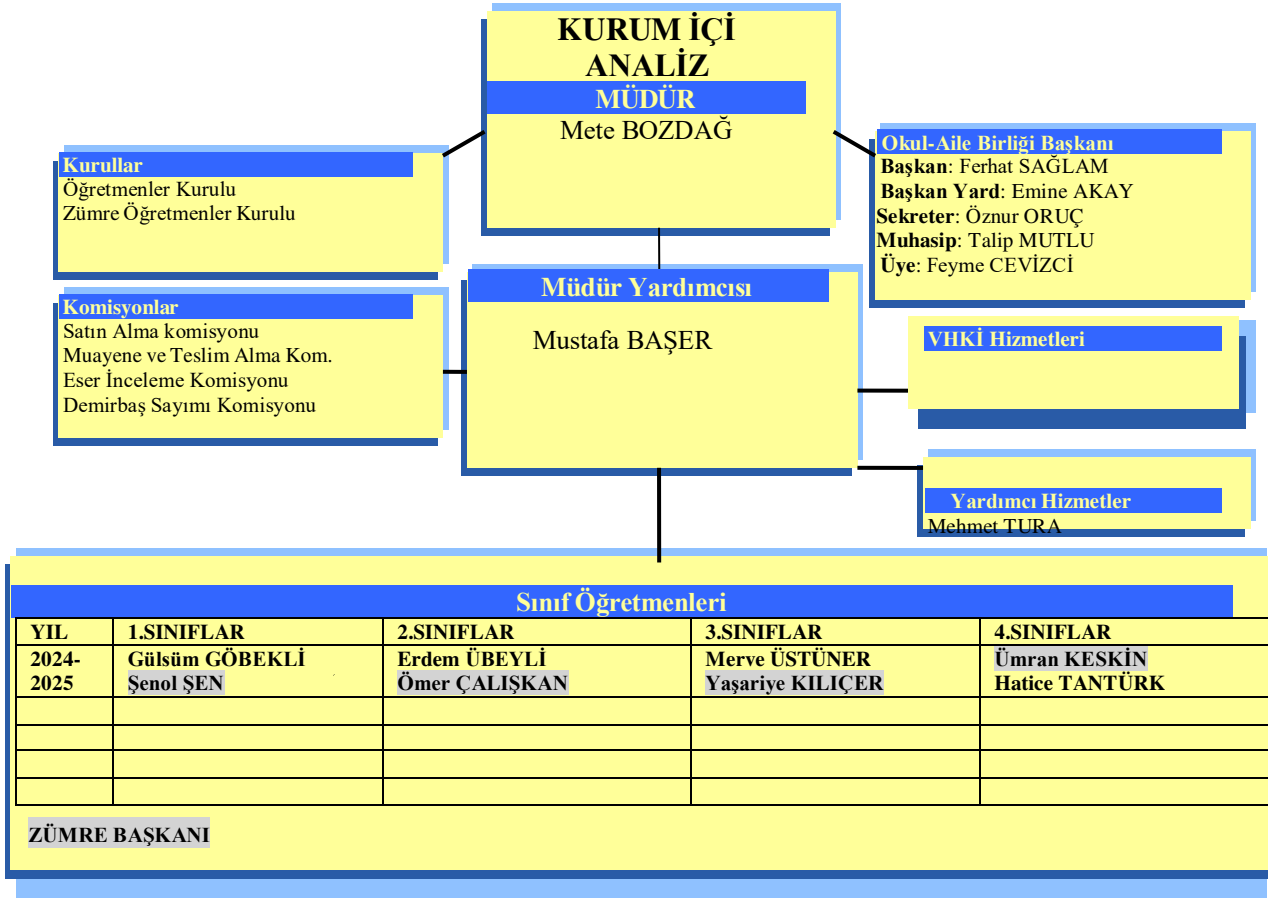 KURUM İÇİ
ANALİZ
MÜDÜR
Mete BOZDAĞ
Kurullar
Öğretmenler Kurulu
Zümre Öğretmenler Kurulu
Okul-Aile Birliği Başkanı
Başkan: Ferhat SAĞLAM
Başkan Yard: Emine AKAY
Sekreter: Öznur ORUÇ
Muhasip: Talip MUTLU
Üye: Feyme CEVİZCİ
Komisyonlar
Satın Alma komisyonu
Muayene ve Teslim Alma Kom.
Eser İnceleme Komisyonu
Demirbaş Sayımı Komisyonu
Müdür Yardımcısı
Mustafa BAŞER
VHKİ Hizmetleri
Yardımcı Hizmetler
Mehmet TURA
Sınıf Öğretmenleri
YIL 1.SINIFLAR 2.SINIFLAR 3.SINIFLAR 4.SINIFLAR
2024- Gülsüm GÖBEKLİ Erdem ÜBEYLİ Merve ÜSTÜNER Ümran KESKİN
2025 Şenol ŞEN Ömer ÇALIŞKAN Yaşariye KILIÇER Hatice TANTÜRK
ZÜMRE BAŞKANI